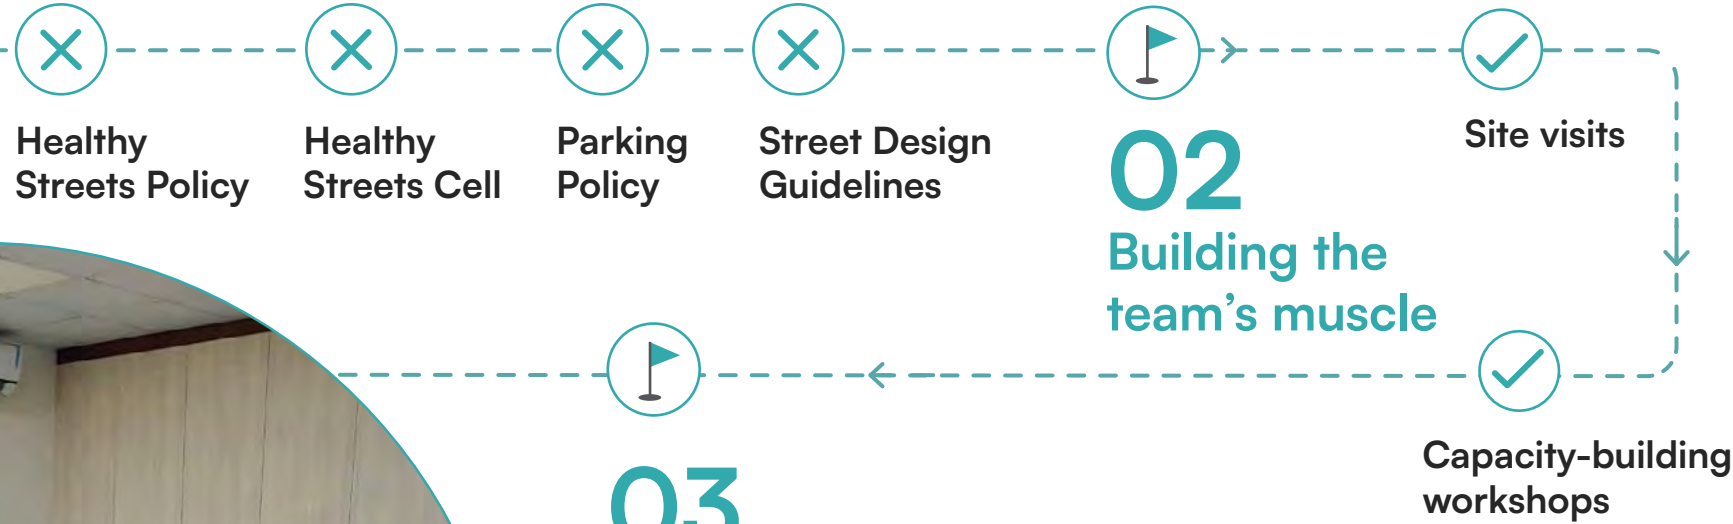 Healthy
Streets Policy
Healthy
Streets Cell
Parking
Policy
Street Design
Guidelines
02
Building the
team’s muscle
Site visits
Capacity-building
workshops
03